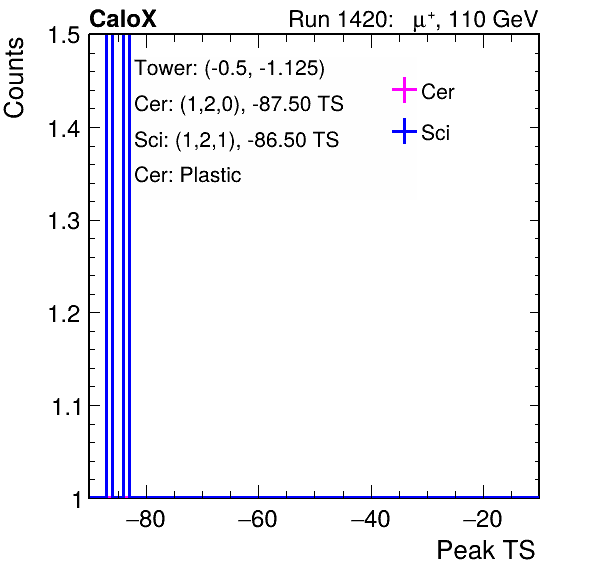 CaloX Run 1420: μ⁺, 110 GeV
Counts
1.5
1.4
1.3
1.2
1.1
1
Tower: (-0.5, -1.125)
Cer: (1,2,0), -87.50 TS
Sci: (1,2,1), -86.50 TS
Cer: Plastic
Cer
Sci
−80 −60 −40 −20
Peak TS